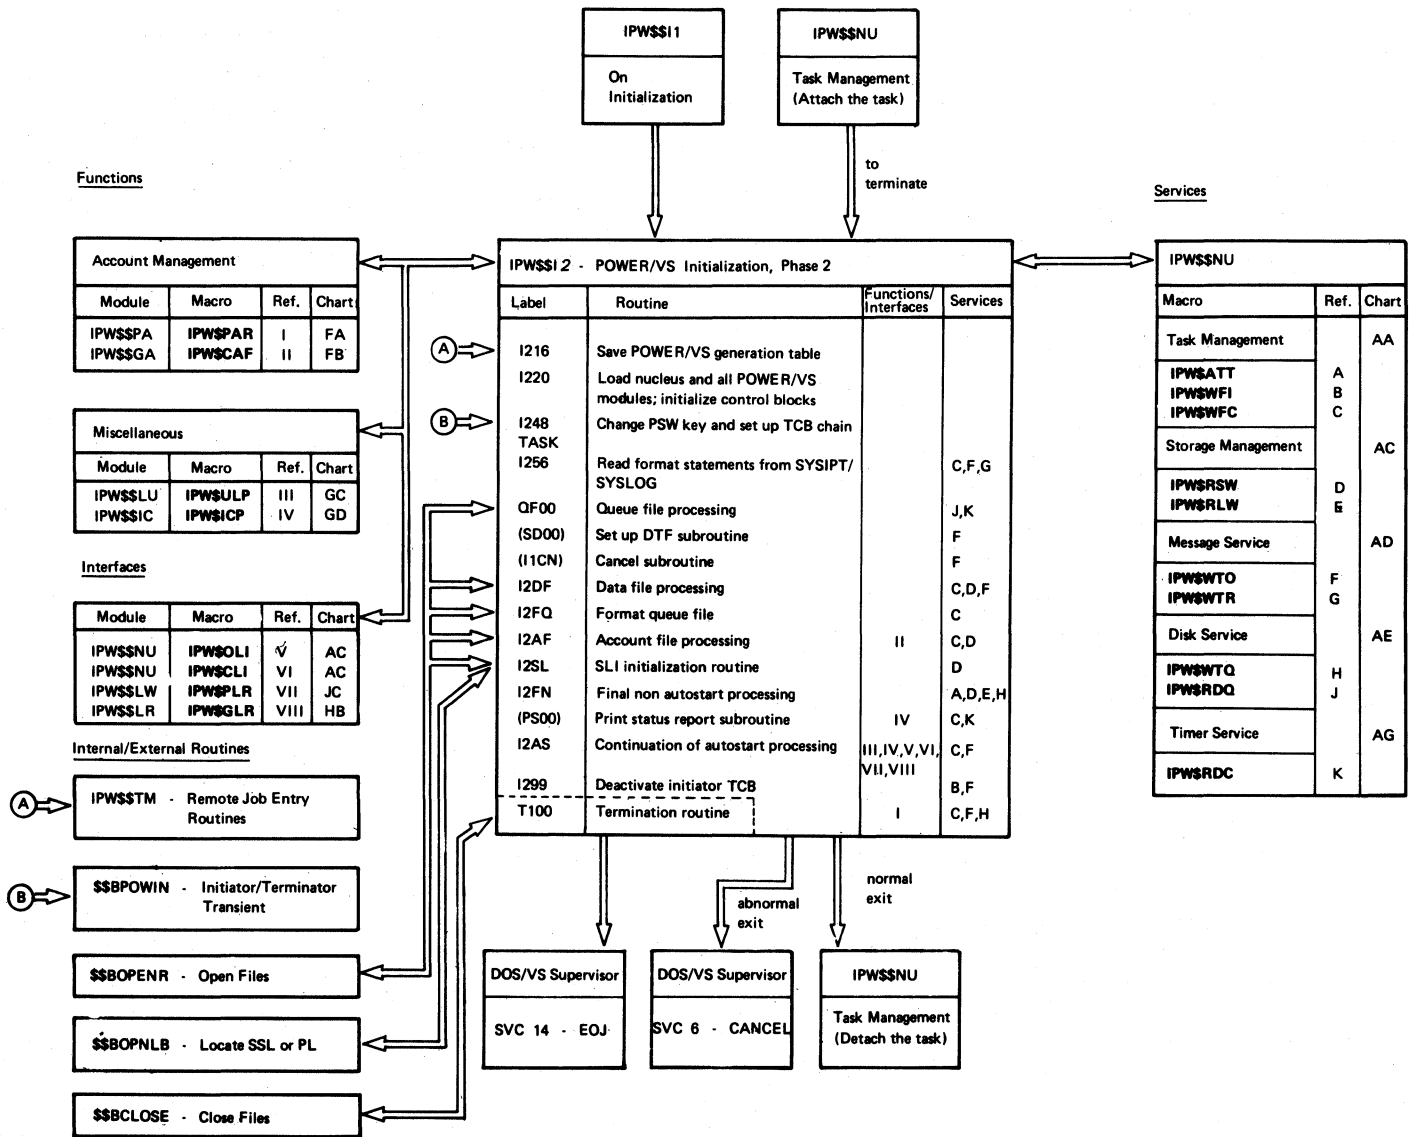 IPW$$I1
On
Initialization
IPW$$NU
Task Management
(Attach the task)
to
terminate
Functions
Account Management
Module Macro Ref. Chart
IPW$$PA IPW$PAR I FA
IPW$$GA IPW$CAF II FB
Miscellaneous
Module Macro Ref. Chart
IPW$$LU IPW$ULP III GC
IPW$$IC IPW$ICP IV GD
Interfaces
Module Macro Ref. Chart
IPW$$NU IPW$OLI V AC
IPW$$NU IPW$CLI VI AC
IPW$$LW IPW$PLR VII JC
IPW$$LR IPW$GLR VIII HB
Internal/External Routines
A
IPW$$TM - Remote Job Entry
Routines
B
$$BPOWIN - Initiator/Terminator
Transient
$$BOPENR - Open Files
$$BOPNLB - Locate SSL or PL
$$BCLOSE - Close Files
IPW$$I2 - POWER/VS Initialization, Phase 2
Label Routine Functions/ Services
Interfaces
A I216 Save POWER/VS generation table
I220 Load nucleus and all POWER/VS
modules; initialize control blocks
B I248 Change PSW key and set up TCB chain
TASK
I256 Read format statements from SYSIPT/ C,F,G
SYSLOG
QF00 Queue file processing J,K
(SD00) Set up DTF subroutine F
(I1CN) Cancel subroutine F
I2DF Data file processing C,D,F
I2FQ Format queue file C
I2AF Account file processing II C,D
I2SL SLI initialization routine D
I2FN Final non autostart processing A,D,E,H
(PS00) Print status report subroutine IV C,K
I2AS Continuation of autostart processing III,IV,V,VI, C,F
VII,VIII
I299 Deactivate initiator TCB B,F
T100 Termination routine I C,F,H
abnormal
exit
normal
exit
DOS/VS Supervisor
SVC 14 - EOJ
DOS/VS Supervisor
SVC 6 - CANCEL
IPW$$NU
Task Management
(Detach the task)
Services
IPW$$NU
Macro Ref. Chart
Task Management AA
IPW$ATT A
IPW$WFI B
IPW$WFC C
Storage Management AC
IPW$RSW D
IPW$RLW E
Message Service AD
IPW$WTO F
IPW$WTR G
Disk Service AE
IPW$WTQ H
IPW$RDQ J
Timer Service AG
IPW$RDC K